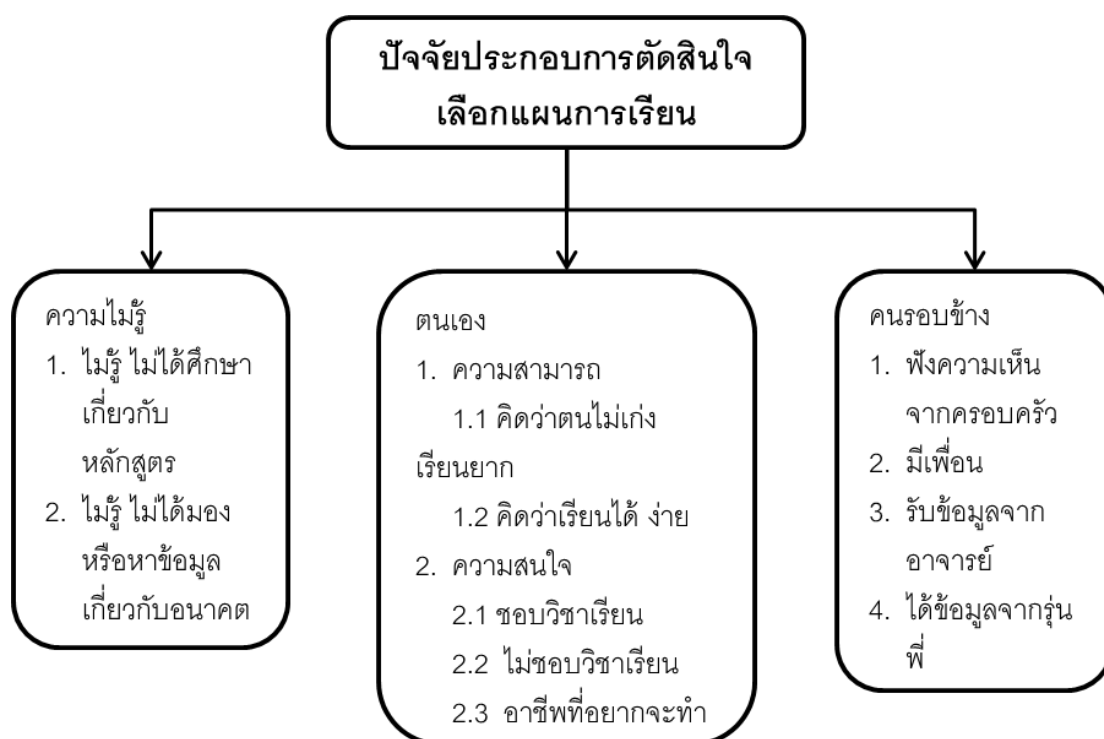 ปัจจัยประกอบการตัดสินใจ
เลือกแผนการเรียน
ความไม่รู้
1. ไม่รู้ ไม่ได้ศึกษา
เกี่ยวกับ
หลักสูตร
2. ไม่รู้ ไม่ได้มอง
หรือหาข้อมูล
เกี่ยวกับอนาคต
ตนเอง
1. ความสามารถ
1.1 คิดว่าตนไม่เก่ง
เรียนยาก
1.2 คิดว่าเรียนได้ ง่าย
2. ความสนใจ
2.1 ชอบวิชาเรียน
2.2 ไม่ชอบวิชาเรียน
2.3 อาชีพที่อยากจะทำ
คนรอบข้าง
1. ฟังความเห็น
จากครอบครัว
2. มีเพื่อน
3. รับข้อมูลจาก
อาจารย์
4. ได้ข้อมูลจากรุ่น
พี่